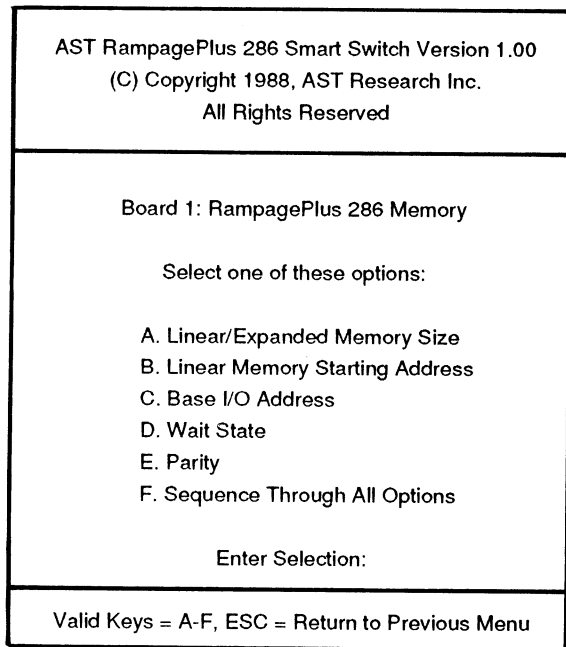 AST RampagePlus 286 Smart Switch Version 1.00
(C) Copyright 1988, AST Research Inc.
All Rights Reserved
Board 1: RampagePlus 286 Memory
Select one of these options:
A. Linear/Expanded Memory Size
B. Linear Memory Starting Address
C. Base I/O Address
D. Wait State
E. Parity
F. Sequence Through All Options
Enter Selection:
Valid Keys = A-F, ESC = Return to Previous Menu